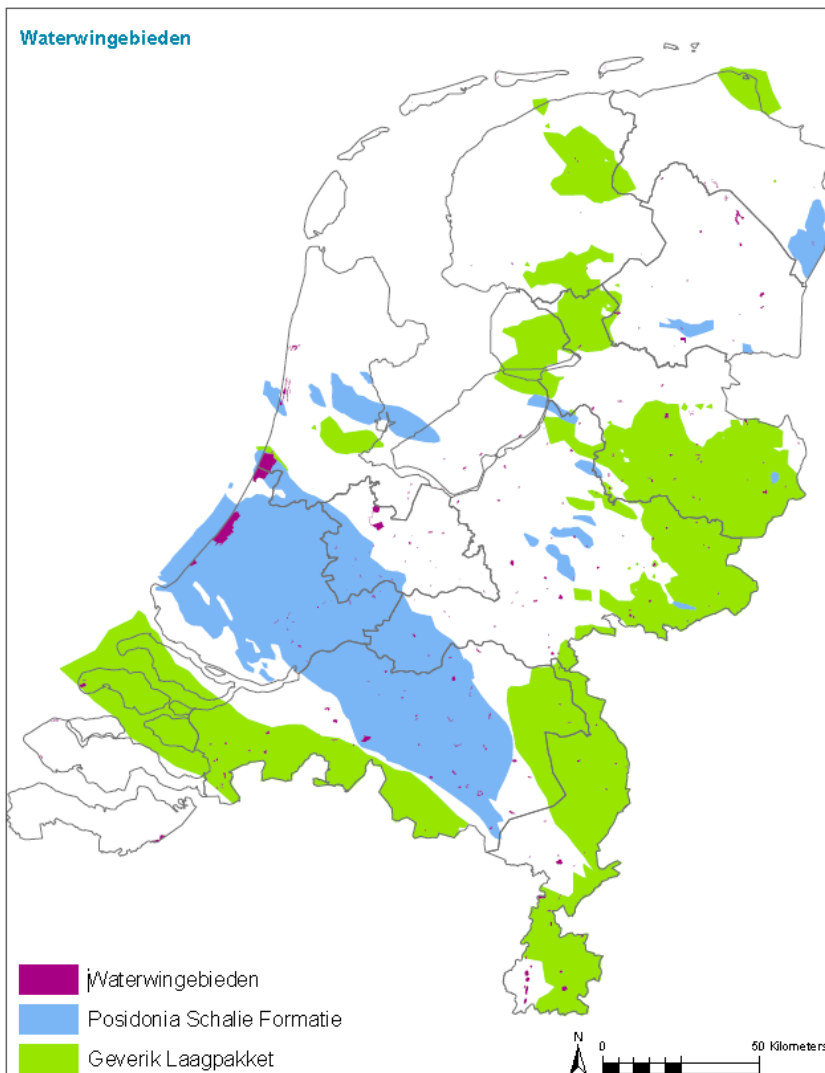 Waterwingebieden
Waterwingebieden
Posidonia Schalie Formatie
Geverik Laagpakket
N
0 50 Kilometers